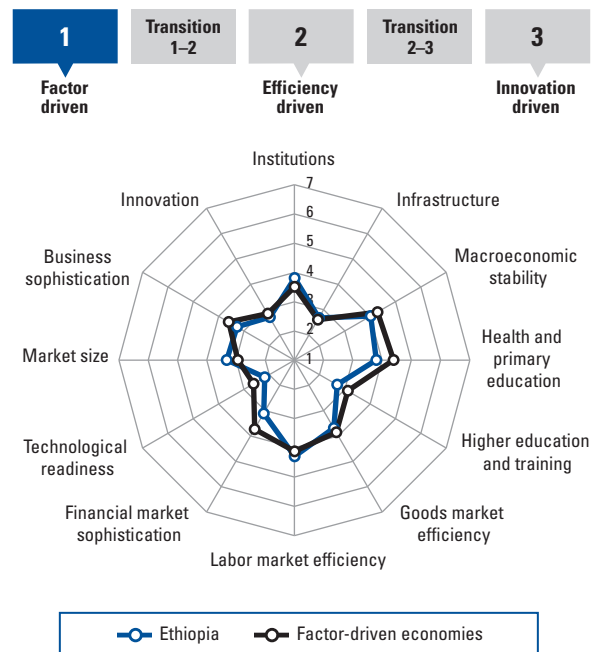 1
Transition
1–2
2
Transition
2–3
3
Factor
driven
Efficiency
driven
Innovation
driven
Institutions
Infrastructure
Macroeconomic
stability
Health and
primary
education
Higher education
and training
Goods market
efficiency
Labor market efficiency
Financial market
sophistication
Technological
readiness
Market size
Business
sophistication
Innovation
7
6
5
4
3
2
1
Ethiopia
Factor-driven economies